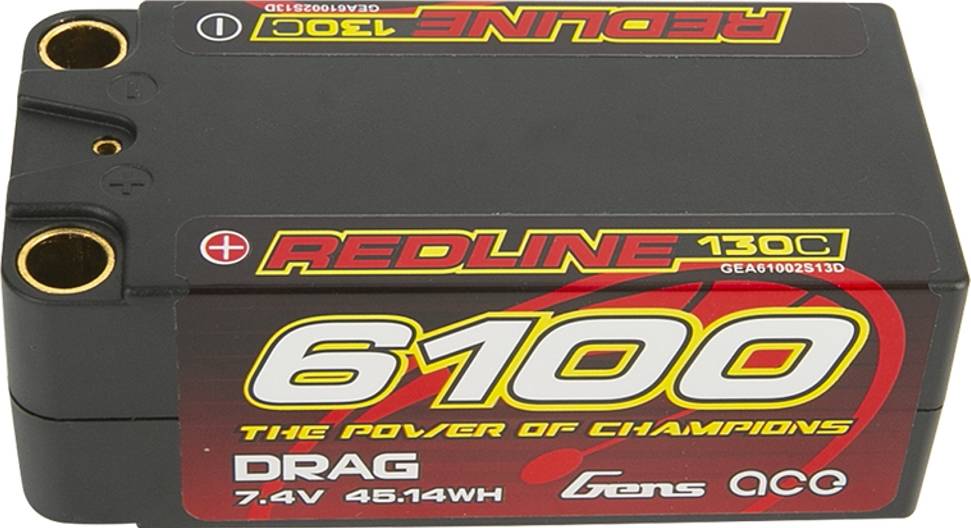 GEA61002S13D
REDLINE 130C
REDLINE 130C
GEA61002S13D
6100
THE POWER OF CHAMPIONS
DRAG
7.4V 45.14WH
Gens ace